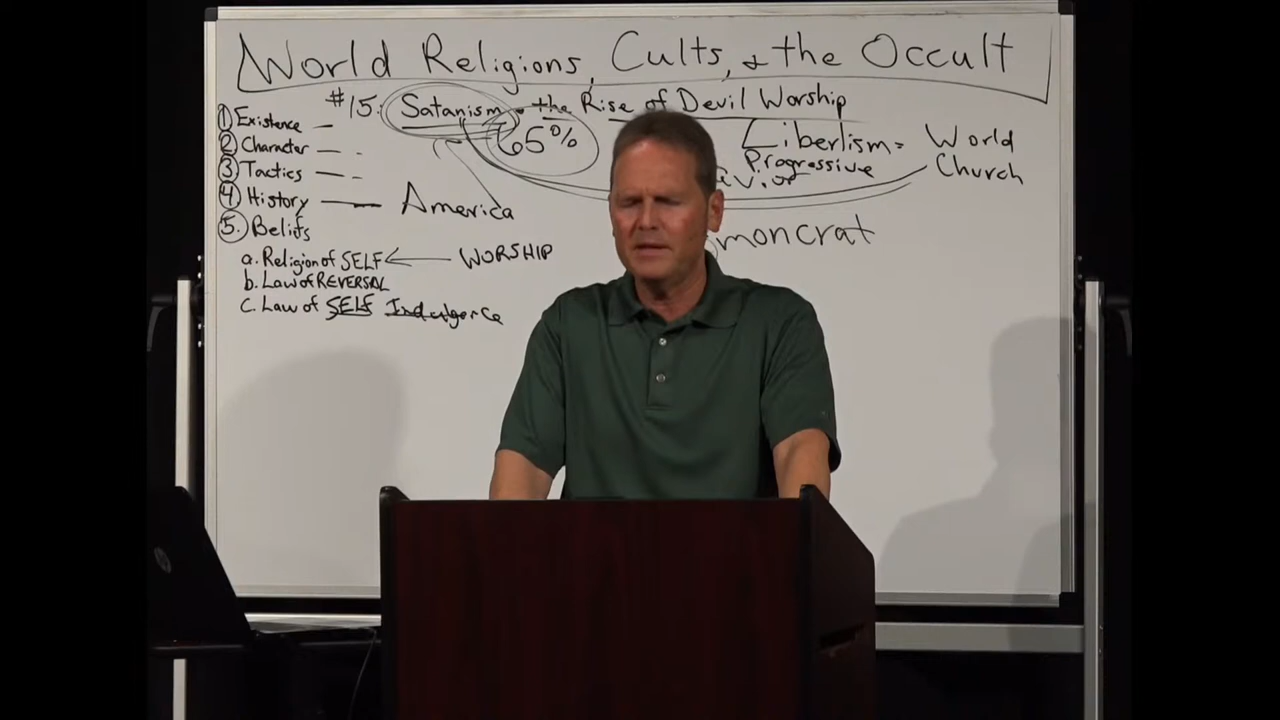 World Religions, Cults, & the Occult
#15. Satanism - the Rise of Devil Worship
65%
① Existence —
② Character —
③ Tactics —
④ History —
⑤ Beliefs
a. Religion of SELF ← WORSHIP
b. Law of REVERSAL
c. Law of SELF Indulgence
America
Liberlism = World Church
Progressive
moncrat
hp